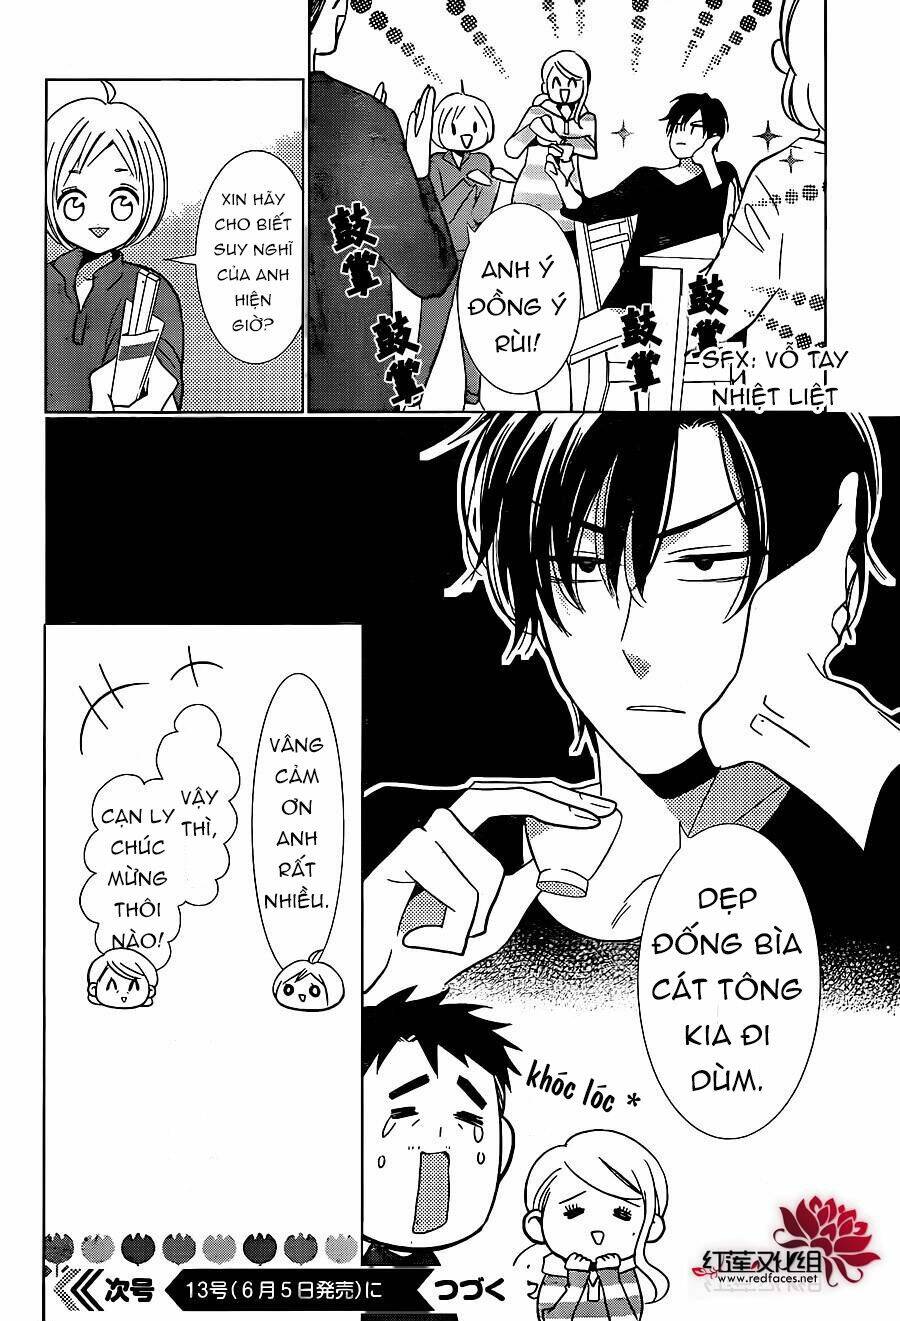 ANH Ý
ĐỒNG Ý
RÙI!
鼓掌
鼓掌
鼓掌
鼓掌
SFX: VỖ TAY
NHIỆT LIỆT
XIN HÃY
CHO BIẾT
SUY NGHĨ
CỦA ANH
HIỆN
GIỜ?
DẸP
ĐỐNG BÌA
CÁT TÔNG
KIA ĐI
DÙM.
khóc lóc *
VÂNG
CẢM
ƠN
ANH
RẤT
NHIỀU.
VẬY
THÌ,
CẠN LY
CHÚC
MỪNG
THÔI
NÀO!
次号 13号(6月5日発売)に つづく
红莲汉化组
www.redfaces.net